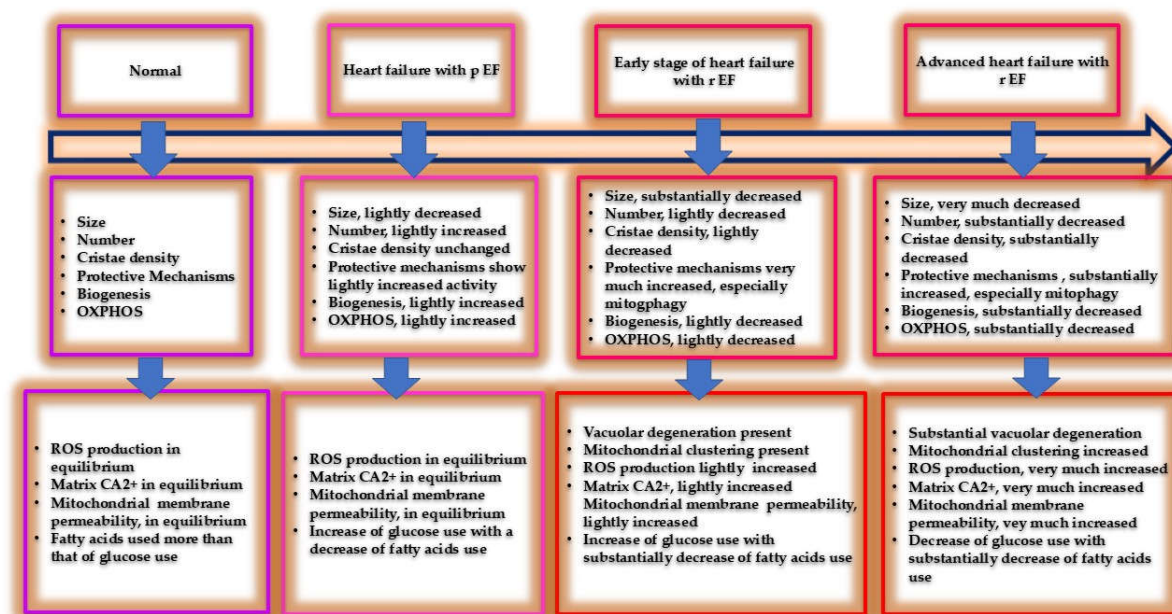 Normal
Heart failure with p EF
Early stage of heart failure
with r EF
Advanced heart failure with
r EF
• Size
• Number
• Cristae density
• Protective Mechanisms
• Biogenesis
• OXPHOS
• Size, lightly decreased
• Number, lightly increased
• Cristae density unchanged
• Protective mechanisms show
lightly increased activity
• Biogenesis, lightly increased
• OXPHOS, lightly increased
• Size, substantially decreased
• Number, lightly decreased
• Cristae density, lightly
decreased
• Protective mechanisms very
much increased, especially
mitogphagy
• Biogenesis, lightly decreased
• OXPHOS, lightly decreased
• Size, very much decreased
• Number, substantially decreased
• Cristae density, substantially
decreased
• Protective mechanisms , substantially
increased, especially mitophagy
• Biogenesis, substantially decreased
• OXPHOS, substantially decreased
• ROS production in
equilibrium
• Matrix CA2+ in equilibrium
• Mitochondrial membrane
permeability, in equilibrium
• Fatty acids used more than
that of glucose use
• ROS production in equilibrium
• Matrix CA2+ in equilibrium
• Mitochondrial membrane
permeability, in equilibrium
• Increase of glucose use with
a decrease of fatty acids use
• Vacuolar degeneration present
• Mitochondrial clustering present
• ROS production lightly increased
• Matrix CA2+, lightly increased
Mitochondrial membrane permeability,
lightly increased
• Increase of glucose use with
substantially decrease of fatty acids use
• Substantial vacuolar degeneration
• Mitochondrial clustering increased
• ROS production, very much increased
• Matrix CA2+, very much increased
• Mitochondrial membrane
permeability, very much increased
• Decrease of glucose use with
substantially decrease of fatty acids
use